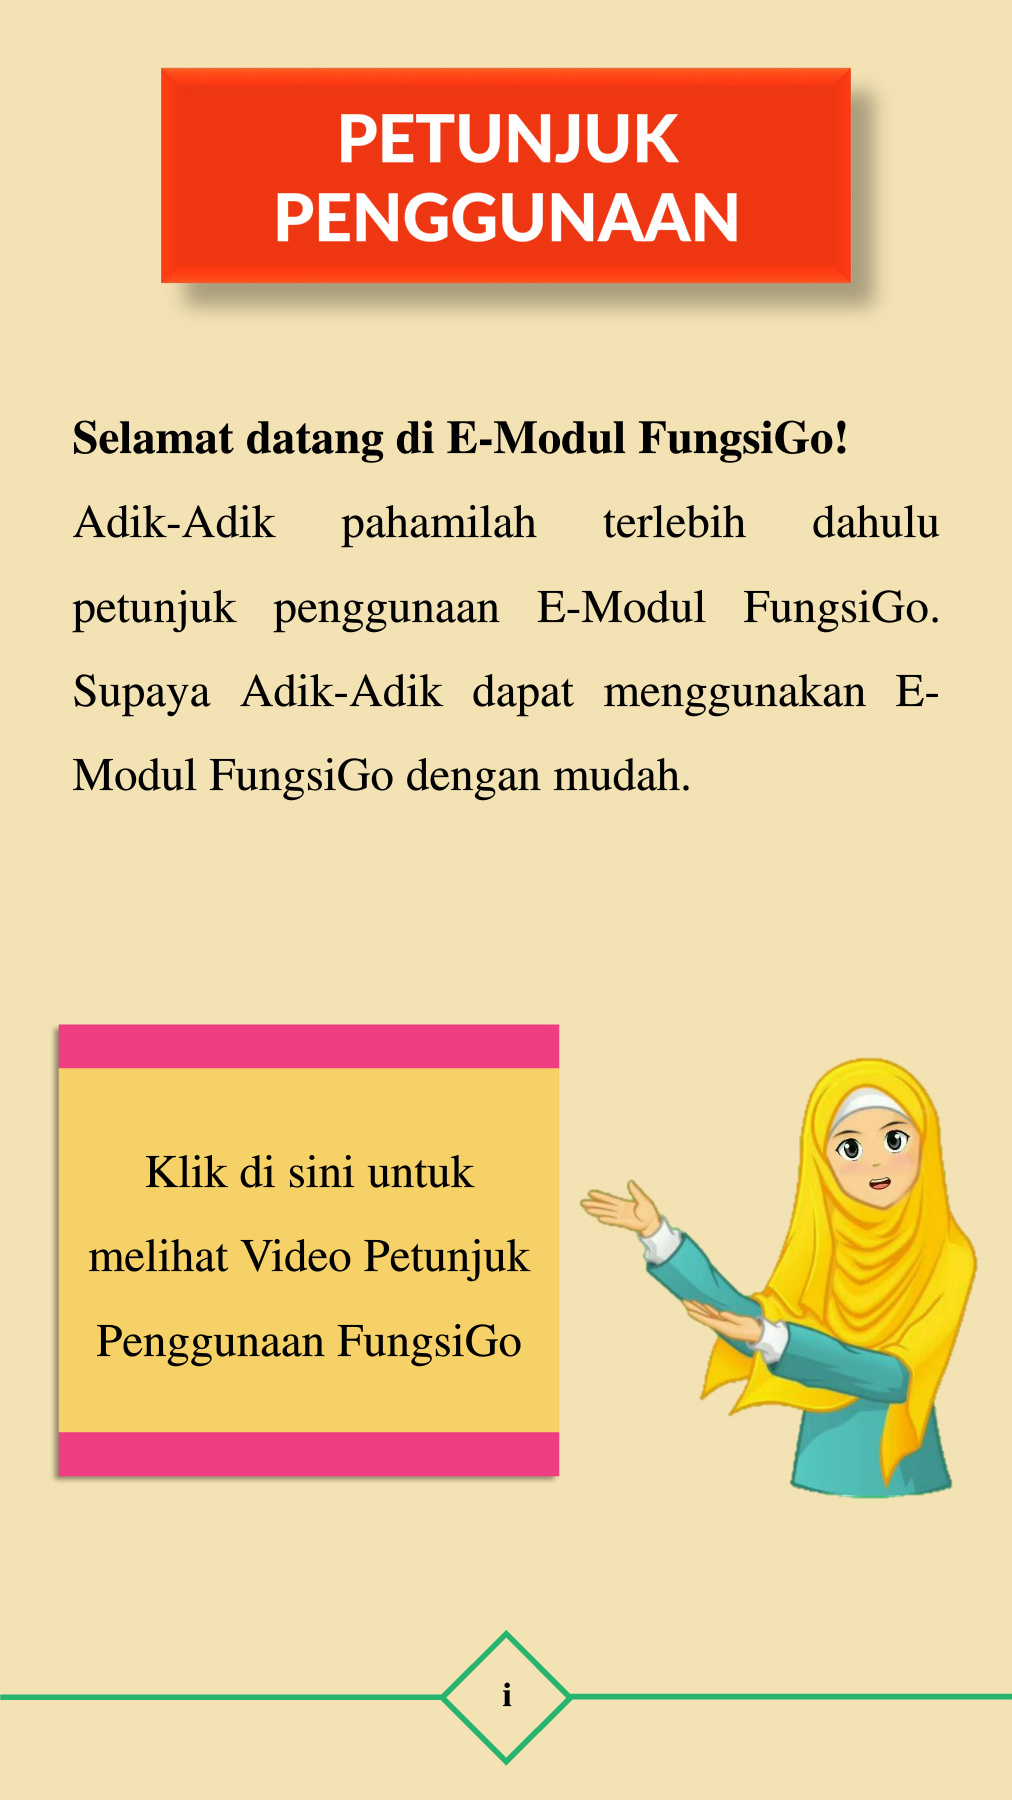 PETUNJUK
PENGGUNAAN
Selamat datang di E-Modul FungsiGo!
Adik-Adik pahamilah terlebih dahulu
petunjuk penggunaan E-Modul FungsiGo.
Supaya Adik-Adik dapat menggunakan E-
Modul FungsiGo dengan mudah.
Klik di sini untuk
melihat Video Petunjuk
Penggunaan FungsiGo
i